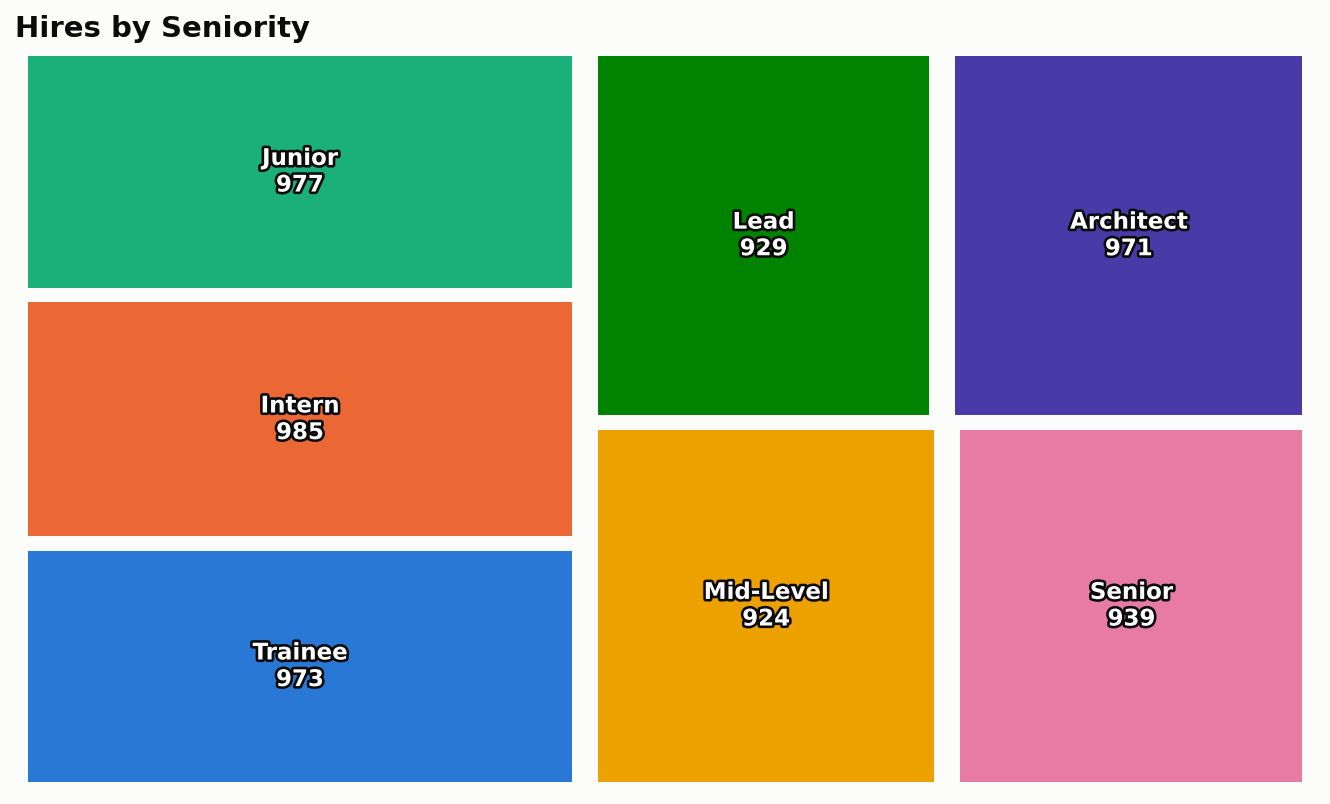 Hires by Seniority
Junior
977
Intern
985
Trainee
973
Lead
929
Architect
971
Mid-Level
924
Senior
939